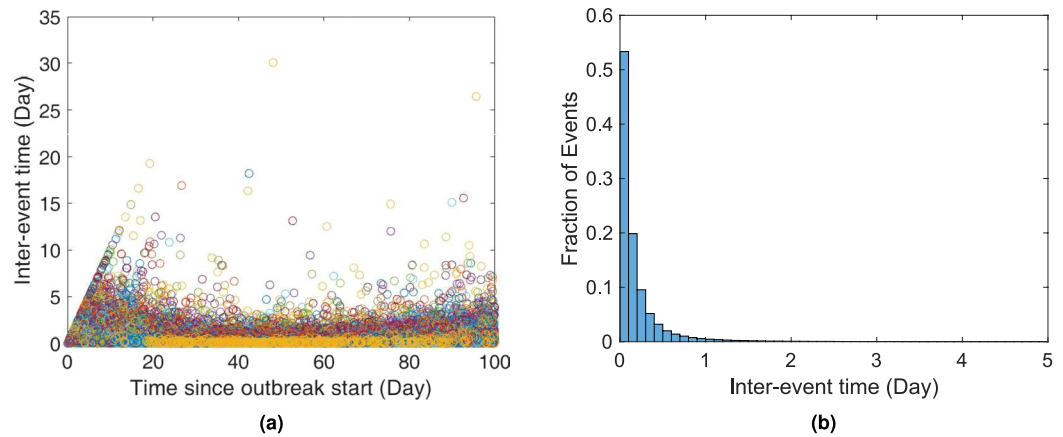 35
30
25
20
15
10
5
0
Inter-event time (Day)
0 20 40 60 80 100
Time since outbreak start (Day)
(a)
0.6
0.5
0.4
0.3
0.2
0.1
0
Fraction of Events
0 1 2 3 4 5
Inter-event time (Day)
(b)